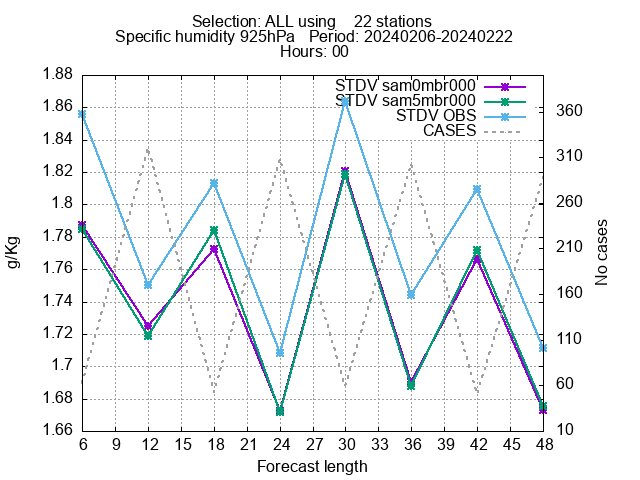 Selection: ALL using    22 stations
Specific humidity 925hPa   Period: 20240206-20240222
Hours: 00
STDV sam0mbr000
STDV sam5mbr000
STDV OBS
CASES
1.88
1.86
1.84
1.82
1.8
1.78
1.76
1.74
1.72
1.7
1.68
1.66
g/Kg
360
310
260
210
160
110
60
10
No cases
6 9 12 15 18 21 24 27 30 33 36 39 42 45 48
Forecast length